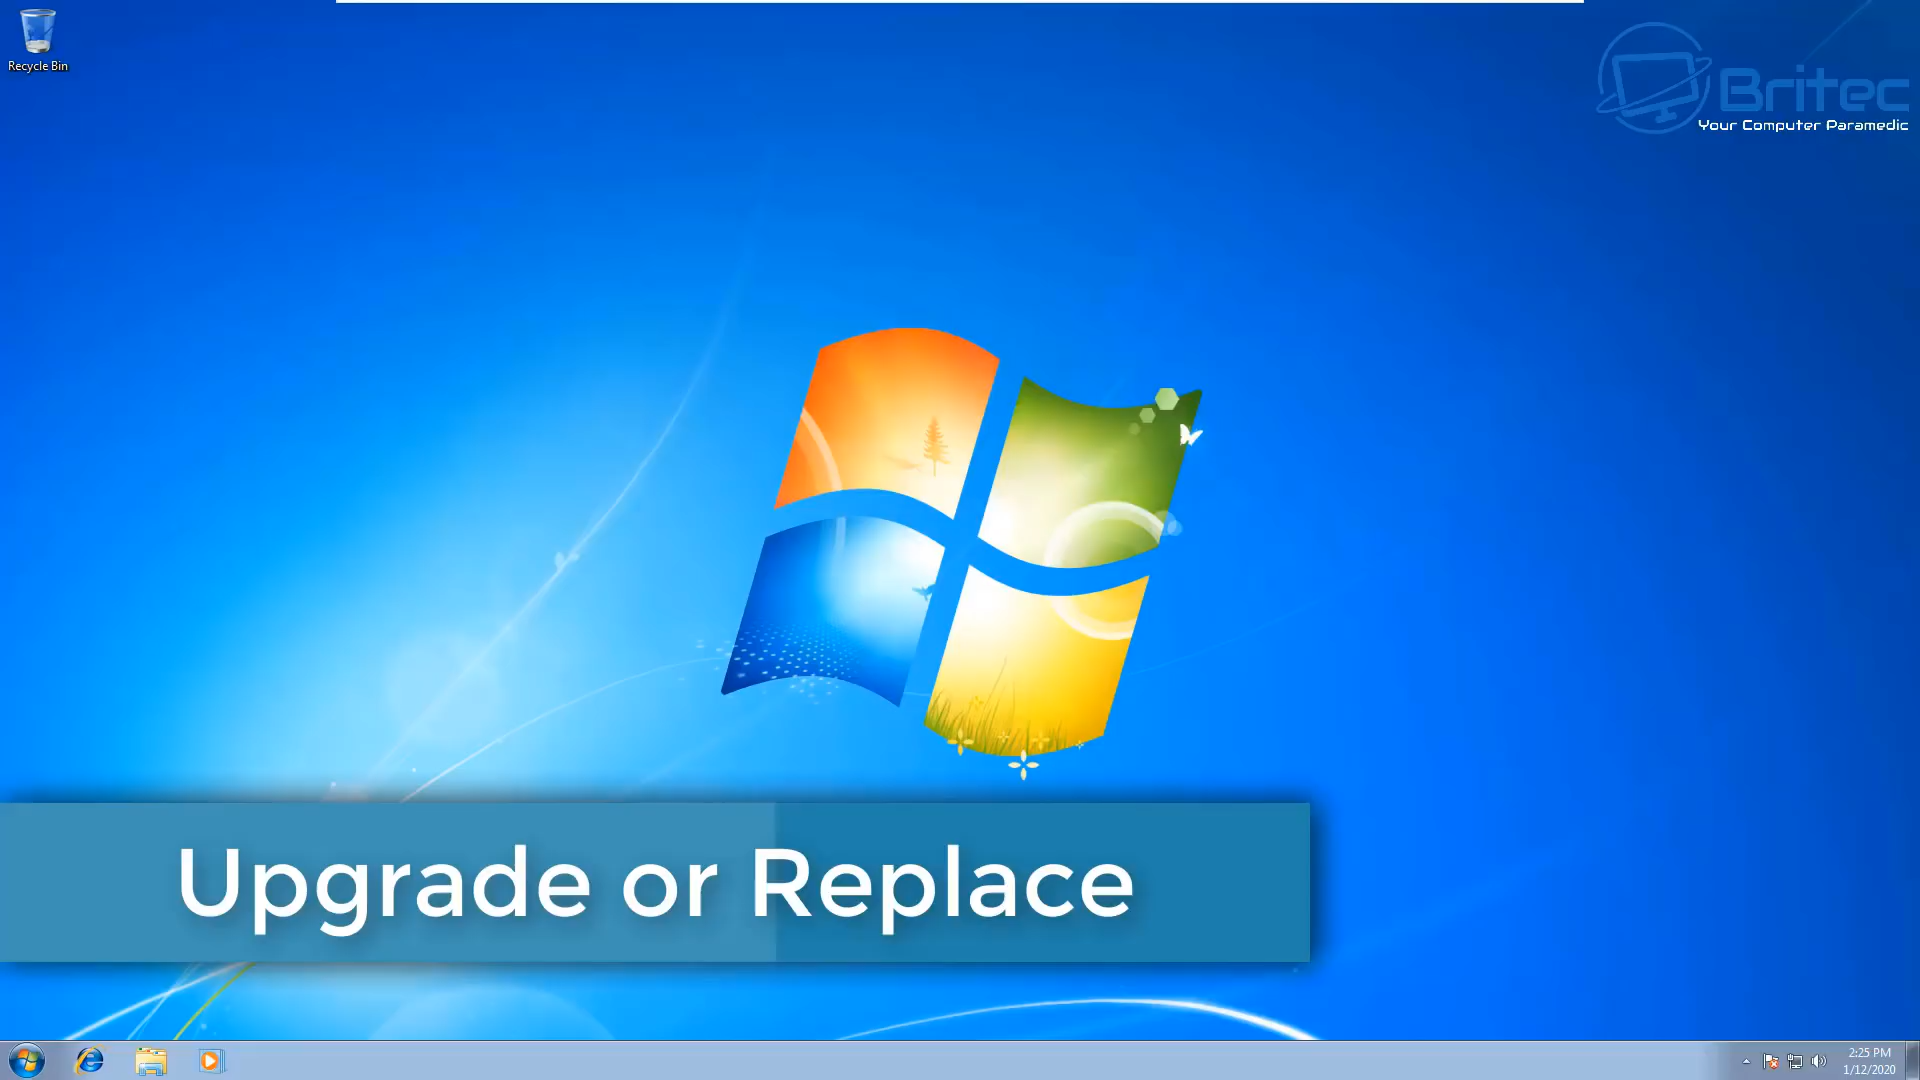 Recycle Bin
Britec
Your Computer Paramedic
Upgrade or Replace
2:25 PM
1/12/2020